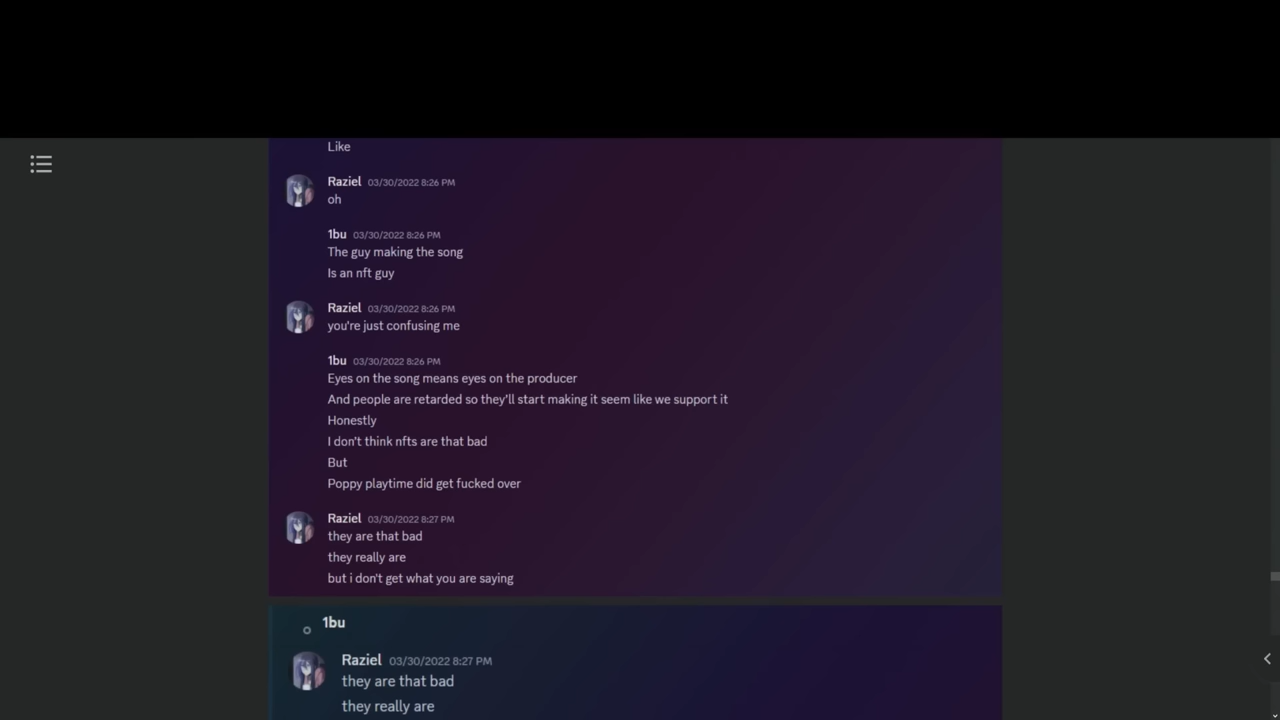 Like
Raziel 03/30/2022 8:26 PM
oh
1bu 03/30/2022 8:26 PM
The guy making the song
Is an nft guy
Raziel 03/30/2022 8:26 PM
you're just confusing me
1bu 03/30/2022 8:26 PM
Eyes on the song means eyes on the producer
And people are retarded so they'll start making it seem like we support it
Honestly
I don't think nfts are that bad
But
Poppy playtime did get fucked over
Raziel 03/30/2022 8:27 PM
they are that bad
they really are
but i don't get what you are saying
1bu
Raziel 03/30/2022 8:27 PM
they are that bad
they really are